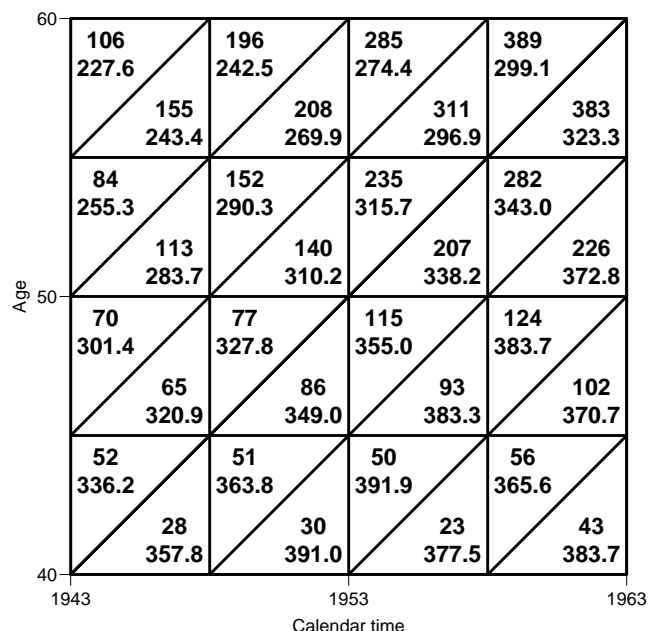 60
106 196 285 389
227.6 242.5 274.4 299.1
155 208 311 383
243.4 269.9 296.9 323.3
84 152 235 282
255.3 290.3 315.7 343.0
113 140 207 226
283.7 310.2 338.2 372.8
Age
50
70 77 115 124
301.4 327.8 355.0 383.7
65 86 93 102
320.9 349.0 383.3 370.7
52 51 50 56
336.2 363.8 391.9 365.6
28 30 23 43
357.8 391.0 377.5 383.7
40
1943 1953 1963
Calendar time